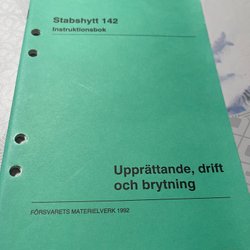 Stabshytt 142
Instruktionsbok
Upprättande, drift
och brytning
FÖRSVARETS MATERIELVERK 1992